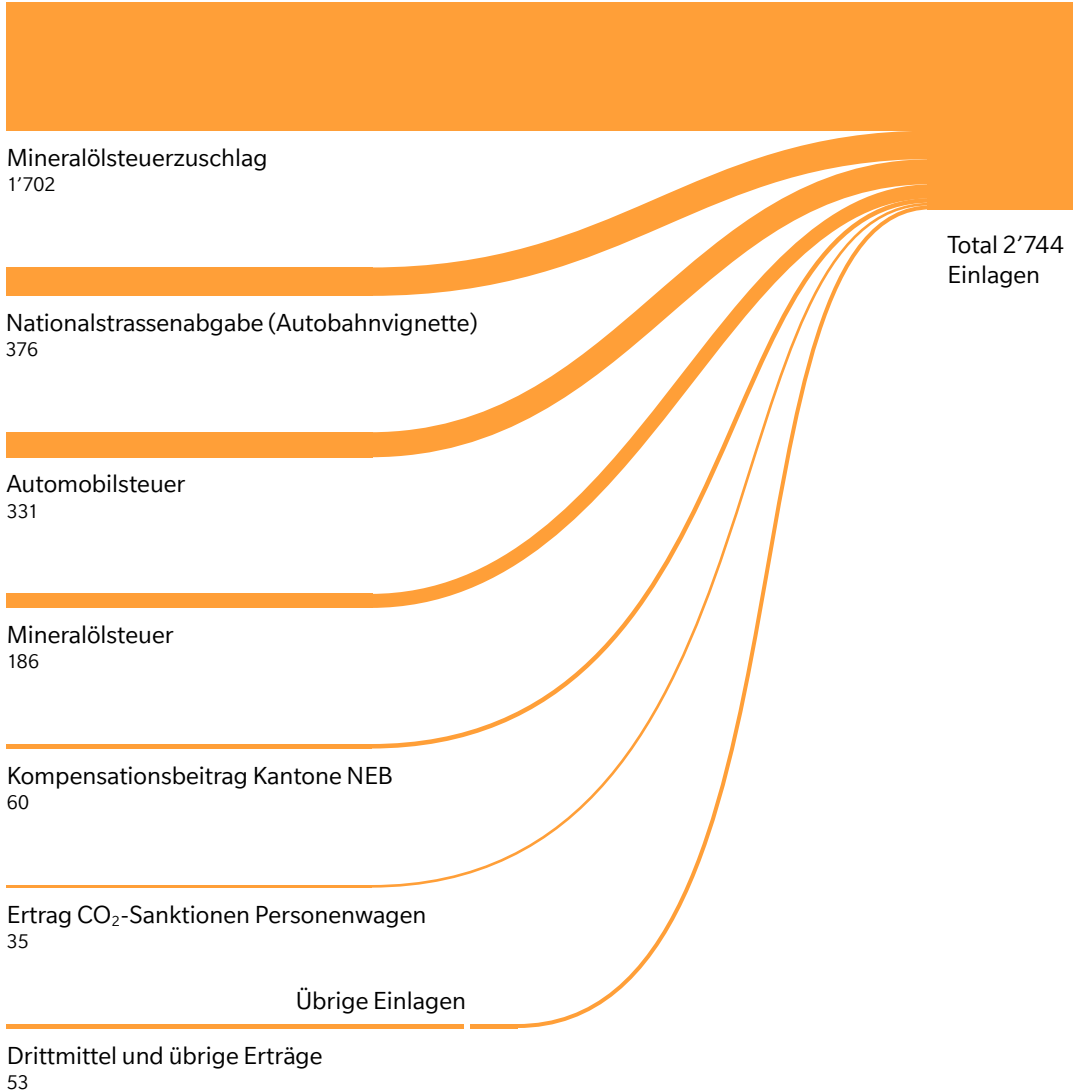 Mineralölsteuerzuschlag
1’702
Total 2’744
Einlagen
Nationalstrassenabgabe (Autobahnvignette)
376
Automobilsteuer
331
Mineralölsteuer
186
Kompensationsbeitrag Kantone NEB
60
Ertrag CO₂-Sanktionen Personenwagen
35
Übrige Einlagen
Drittmittel und übrige Erträge
53